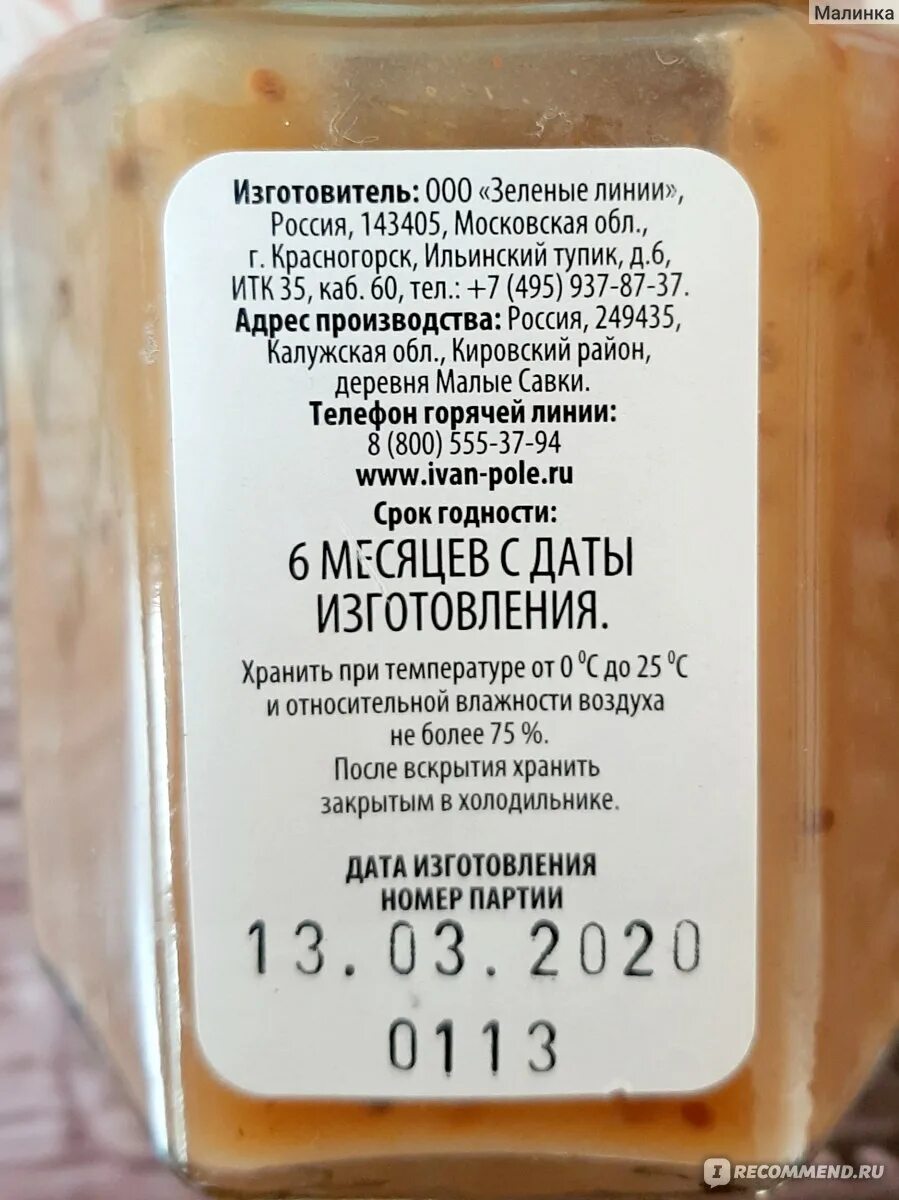 Малинка
Изготовитель: ООО «Зеленые линии»,
Россия, 143405, Московская обл.,
г. Красногорск, Ильинский тупик, д.6,
ИТК 35, каб. 60, тел.: +7 (495) 937-87-37.
Адрес производства: Россия, 249435,
Калужская обл., Кировский район,
деревня Малые Савки.
Телефон горячей линии:
8 (800) 555-37-94
www.ivan-pole.ru
Срок годности:
6 МЕСЯЦЕВ С ДАТЫ
ИЗГОТОВЛЕНИЯ.
Хранить при температуре от 0 ⁰С до 25 ⁰С
и относительной влажности воздуха
не более 75 %.
После вскрытия хранить
закрытым в холодильнике.
ДАТА ИЗГОТОВЛЕНИЯ
НОМЕР ПАРТИИ
13.03.2020
0113
IRECOMMEND.RU